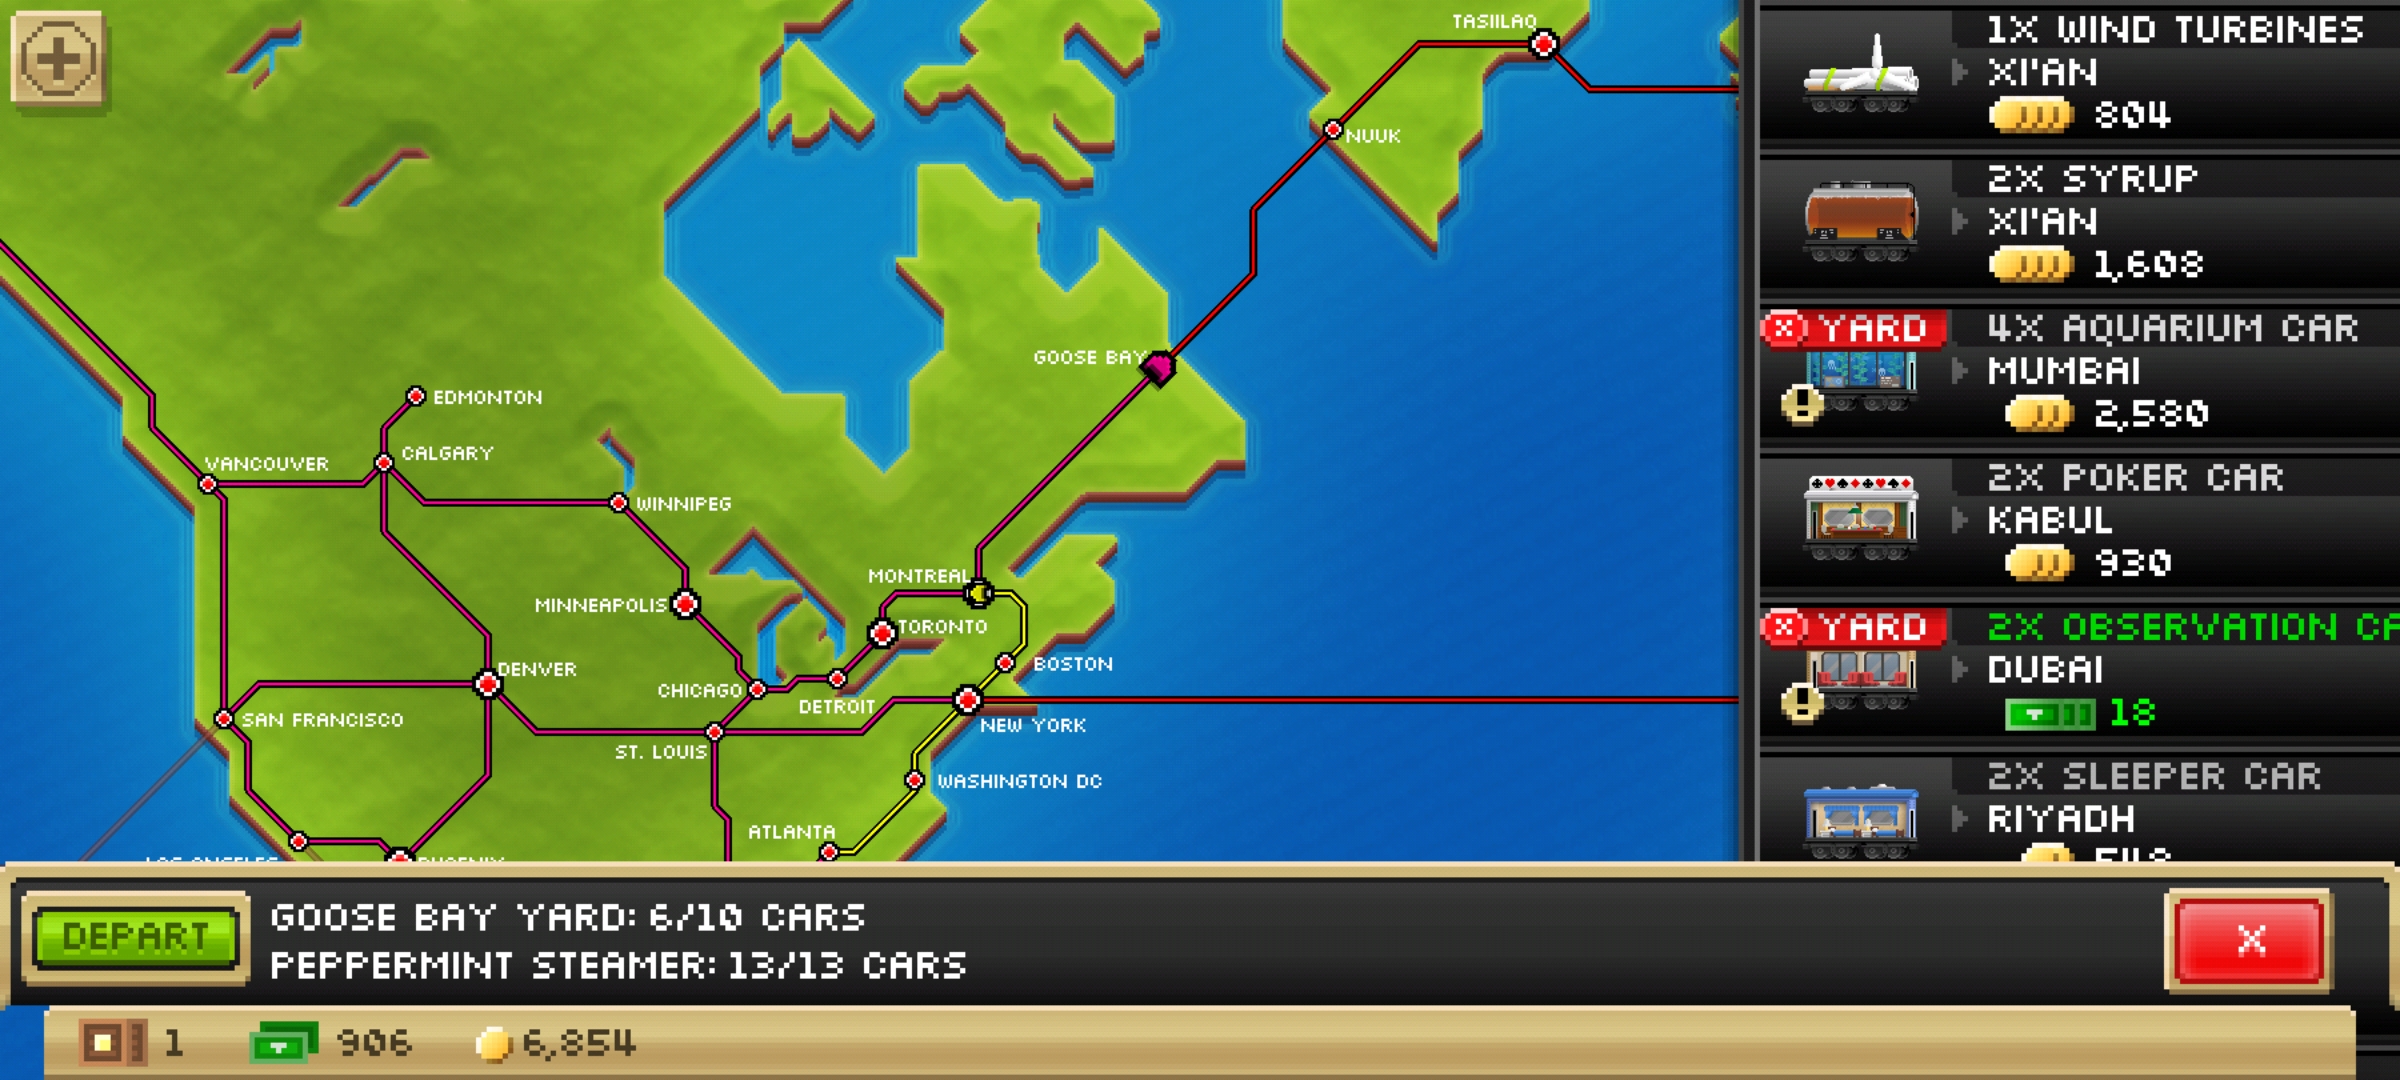 TASIILAQ
NUUK
GOOSE BAY
EDMONTON
CALGARY
VANCOUVER
WINNIPEG
MONTREAL
MINNEAPOLIS
TORONTO
BOSTON
DENVER
CHICAGO
DETROIT
SAN FRANCISCO
NEW YORK
ST. LOUIS
WASHINGTON DC
ATLANTA
1X WIND TURBINES
XI'AN
804
2X SYRUP
XI'AN
1,608
YARD
4X AQUARIUM CAR
MUMBAI
2,580
2X POKER CAR
KABUL
930
YARD
2X OBSERVATION CA
DUBAI
18
2X SLEEPER CAR
RIYADH
DEPART
GOOSE BAY YARD: 6/10 CARS
PEPPERMINT STEAMER: 13/13 CARS
X
1
906
6,854